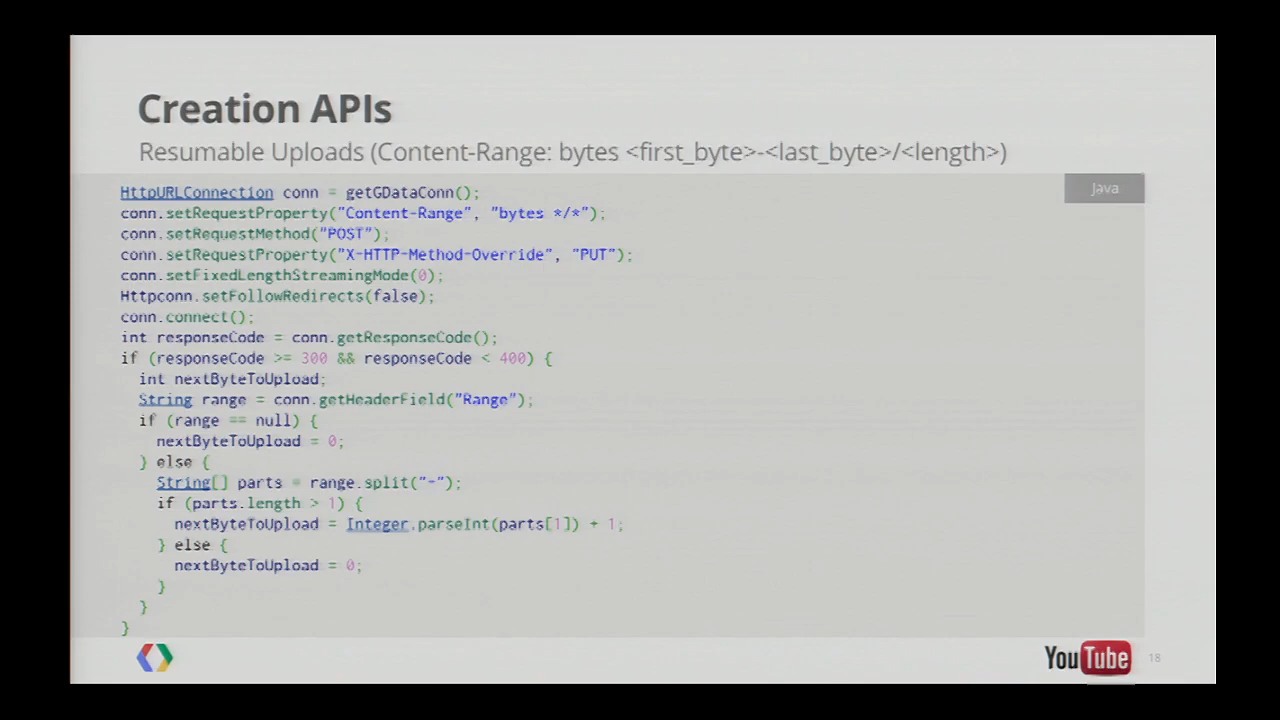 Creation APIs
Resumable Uploads (Content-Range: bytes <first_byte>-<last_byte>/<length>)
Java
HttpURLConnection conn = getGDataConn();
conn.setRequestProperty("Content-Range", "bytes */*");
conn.setRequestMethod("POST");
conn.setRequestProperty("X-HTTP-Method-Override", "PUT");
conn.setFixedLengthStreamingMode(0);
Httpconn.setFollowRedirects(false);
conn.connect();
int responseCode = conn.getResponseCode();
if (responseCode >= 300 && responseCode < 400) {
  int nextByteToUpload;
  String range = conn.getHeaderField("Range");
  if (range == null) {
    nextByteToUpload = 0;
  } else {
    String[] parts = range.split("-");
    if (parts.length > 1) {
      nextByteToUpload = Integer.parseInt(parts[1]) + 1;
    } else {
      nextByteToUpload = 0;
    }
  }
}
YouTube 18